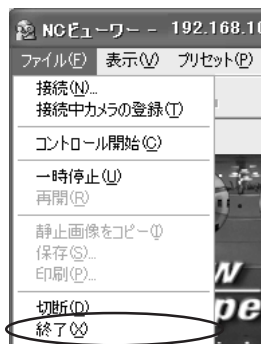 NCビューワー - 192.168.10
ファイル(F) 表示(V) プリセット(P)
接続(N)...
接続中カメラの登録(T)
コントロール開始(C)
一時停止(U)
再開(R)
静止画像をコピー(I)
保存(S)...
印刷(P)...
切断(D)
終了(X)
w
pe